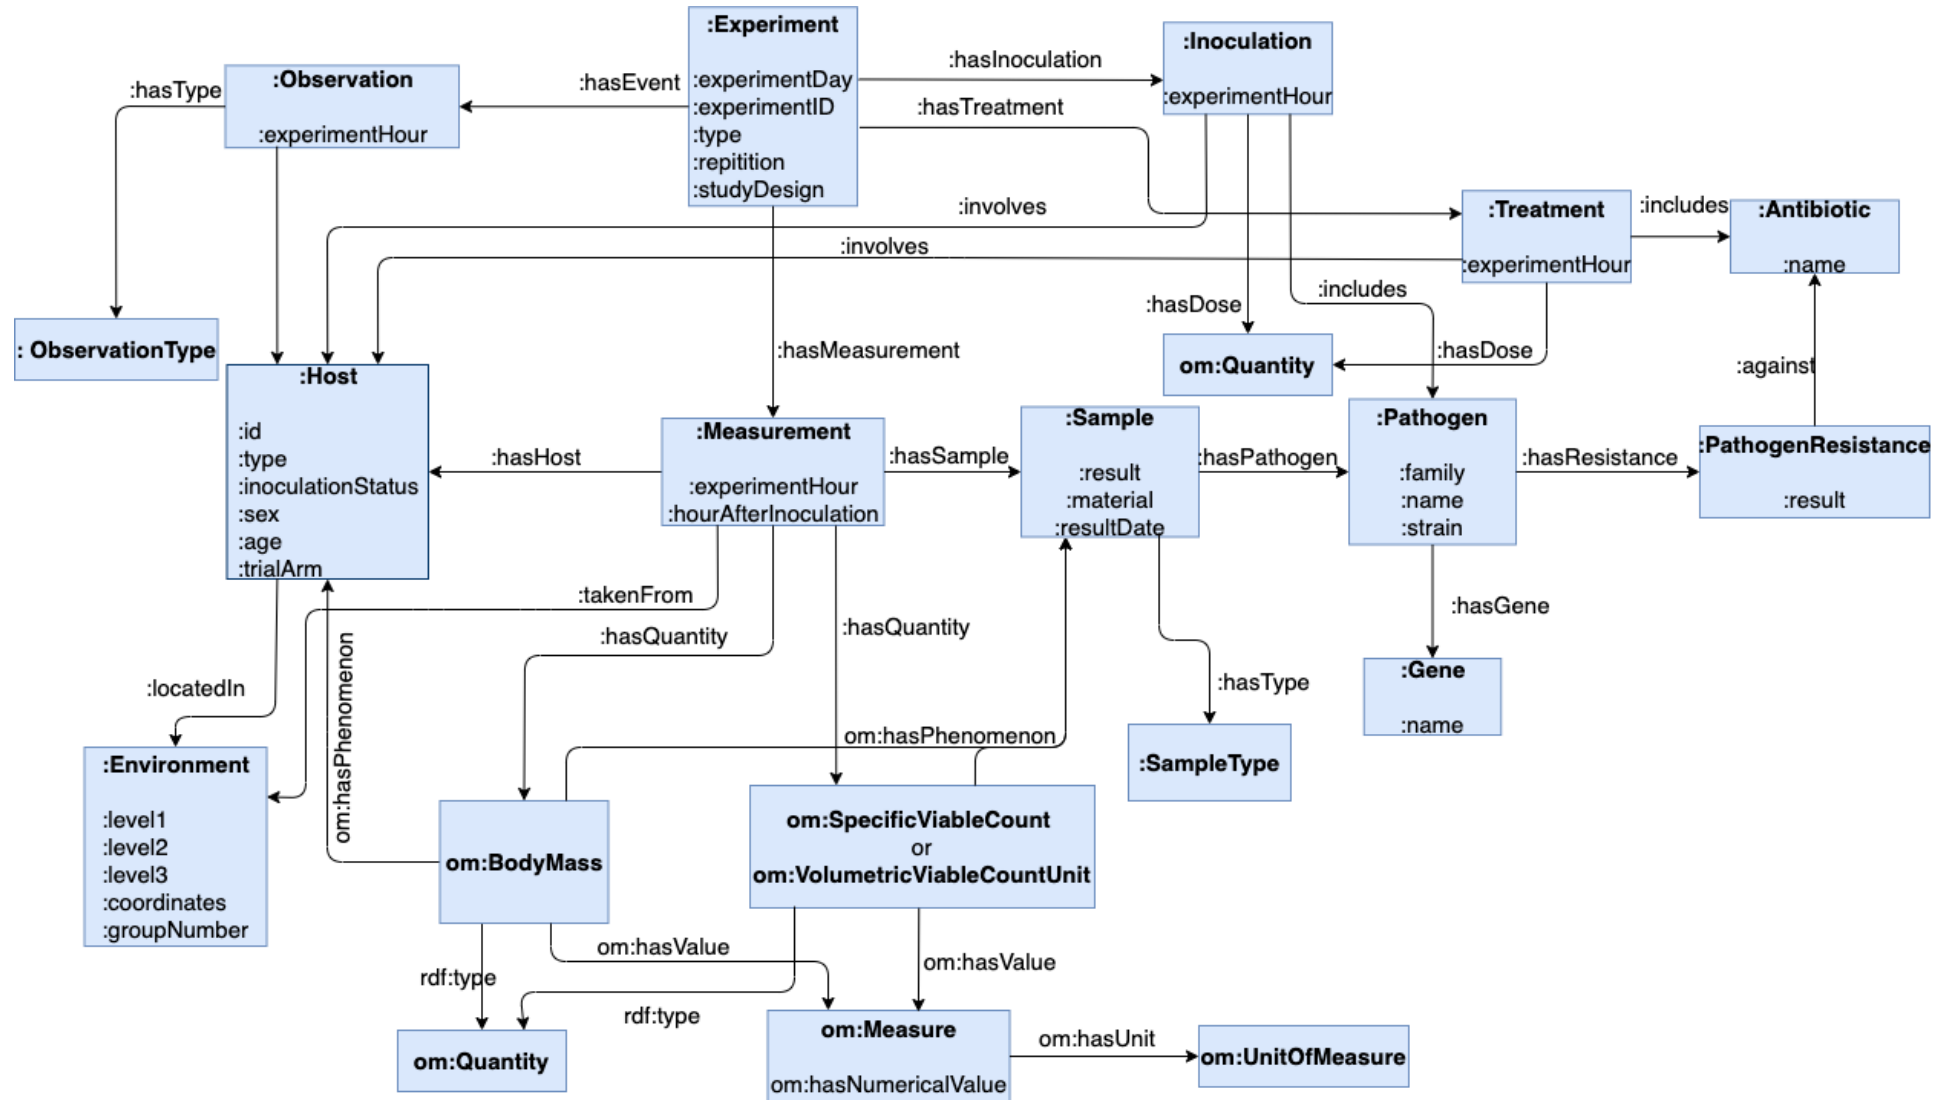 :Experiment
:experimentDay
:experimentID
:type
:repitition
:studyDesign
:hasInoculation
:Inoculation
:experimentHour
:hasEvent
:Observation
:experimentHour
:hasType
:hasTreatment
:involves
:involves
:Treatment
:experimentHour
:includes
:Antibiotic
:name
:hasDose
:includes
:hasDose
om:Quantity
:against
: ObservationType
:hasMeasurement
:Host
:id
:type
:inoculationStatus
:sex
:age
:trialArm
:hasHost
:Measurement
:experimentHour
:hourAfterInoculation
:hasSample
:Sample
:result
:material
:resultDate
:hasPathogen
:Pathogen
:family
:name
:strain
:hasResistance
:PathogenResistance
:result
:takenFrom
:hasQuantity
:hasQuantity
:hasGene
:Gene
:name
:locatedIn
om:hasPhenomenon
om:hasPhenomenon
:hasType
:SampleType
:Environment
:level1
:level2
:level3
:coordinates
:groupNumber
om:BodyMass
om:SpecificViableCount
or
om:VolumetricViableCountUnit
rdf:type
om:hasValue
om:hasValue
rdf:type
om:Quantity
om:Measure
om:hasNumericalValue
om:hasUnit
om:UnitOfMeasure